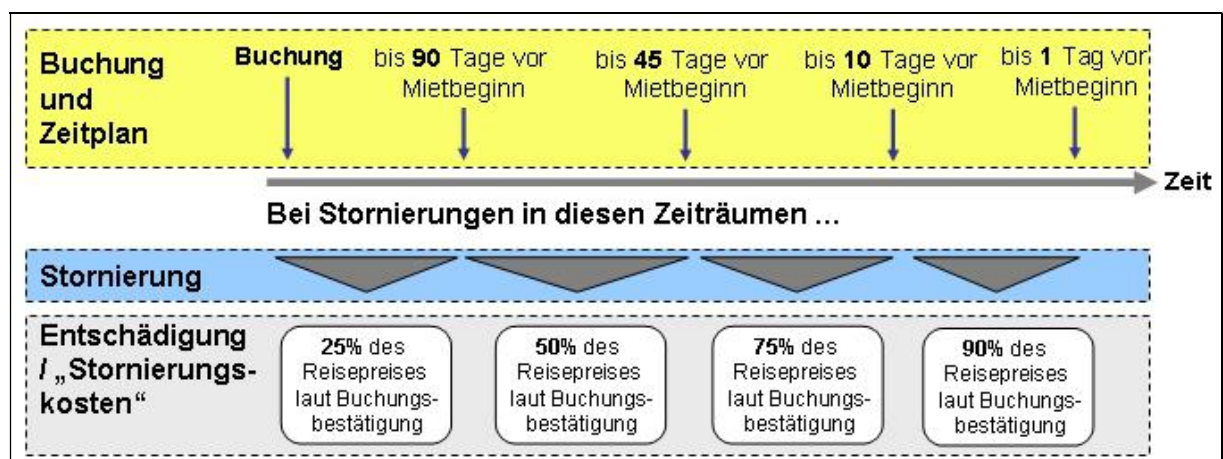 Buchung
und
Zeitplan
Buchung
bis 90 Tage vor
Mietbeginn
bis 45 Tage vor
Mietbeginn
bis 10 Tage vor
Mietbeginn
bis 1 Tag vor
Mietbeginn
Zeit
Bei Stornierungen in diesen Zeiträumen ...
Stornierung
Entschädigung
/ „Stornierungs-
kosten“
25% des
Reisepreises
laut Buchungs-
bestätigung
50% des
Reisepreises
laut Buchungs-
bestätigung
75% des
Reisepreises
laut Buchungs-
bestätigung
90% des
Reisepreises
laut Buchungs-
bestätigung